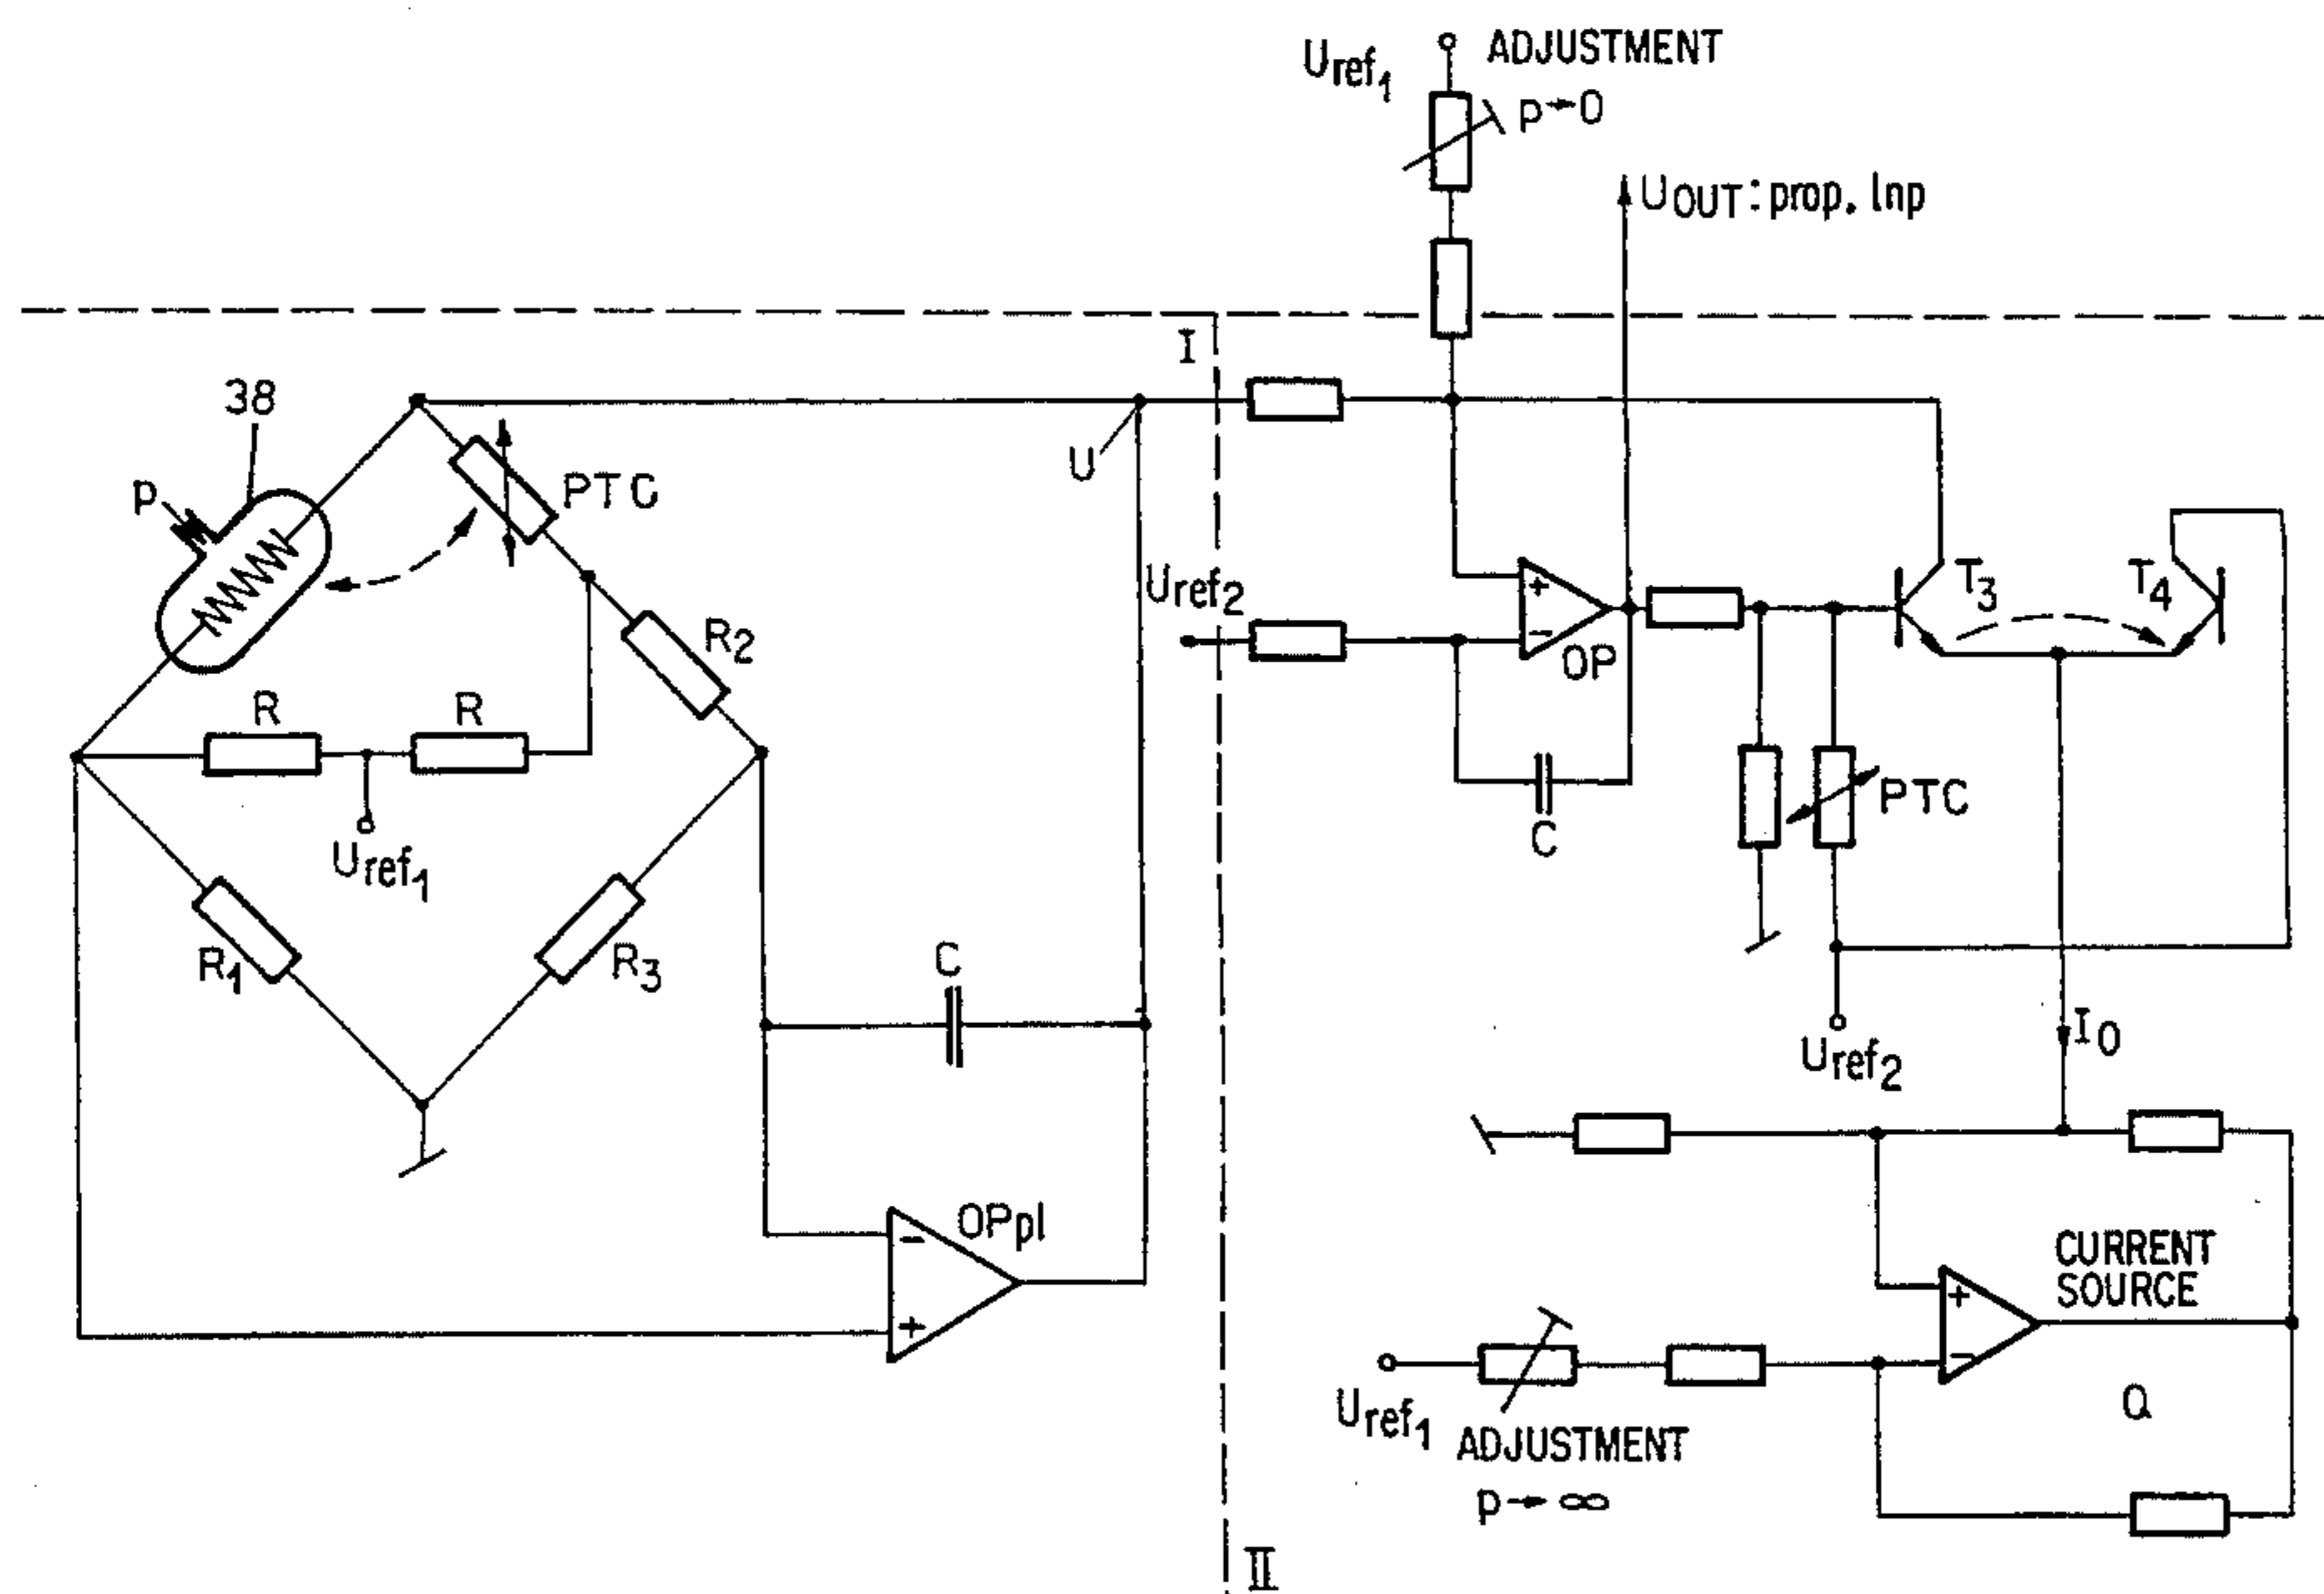 Uref1 ADJUSTMENT
P→0
UOUT : prop. lnp
I
38
U
p
PTC
Uref2
R2
T3
T4
OP
R
R
PTC
C
Uref1
R1
R3
C
I0
Uref2
OPpl
CURRENT
SOURCE
Q
Uref1
ADJUSTMENT
p→∞
II
+
-
+
-
+
-